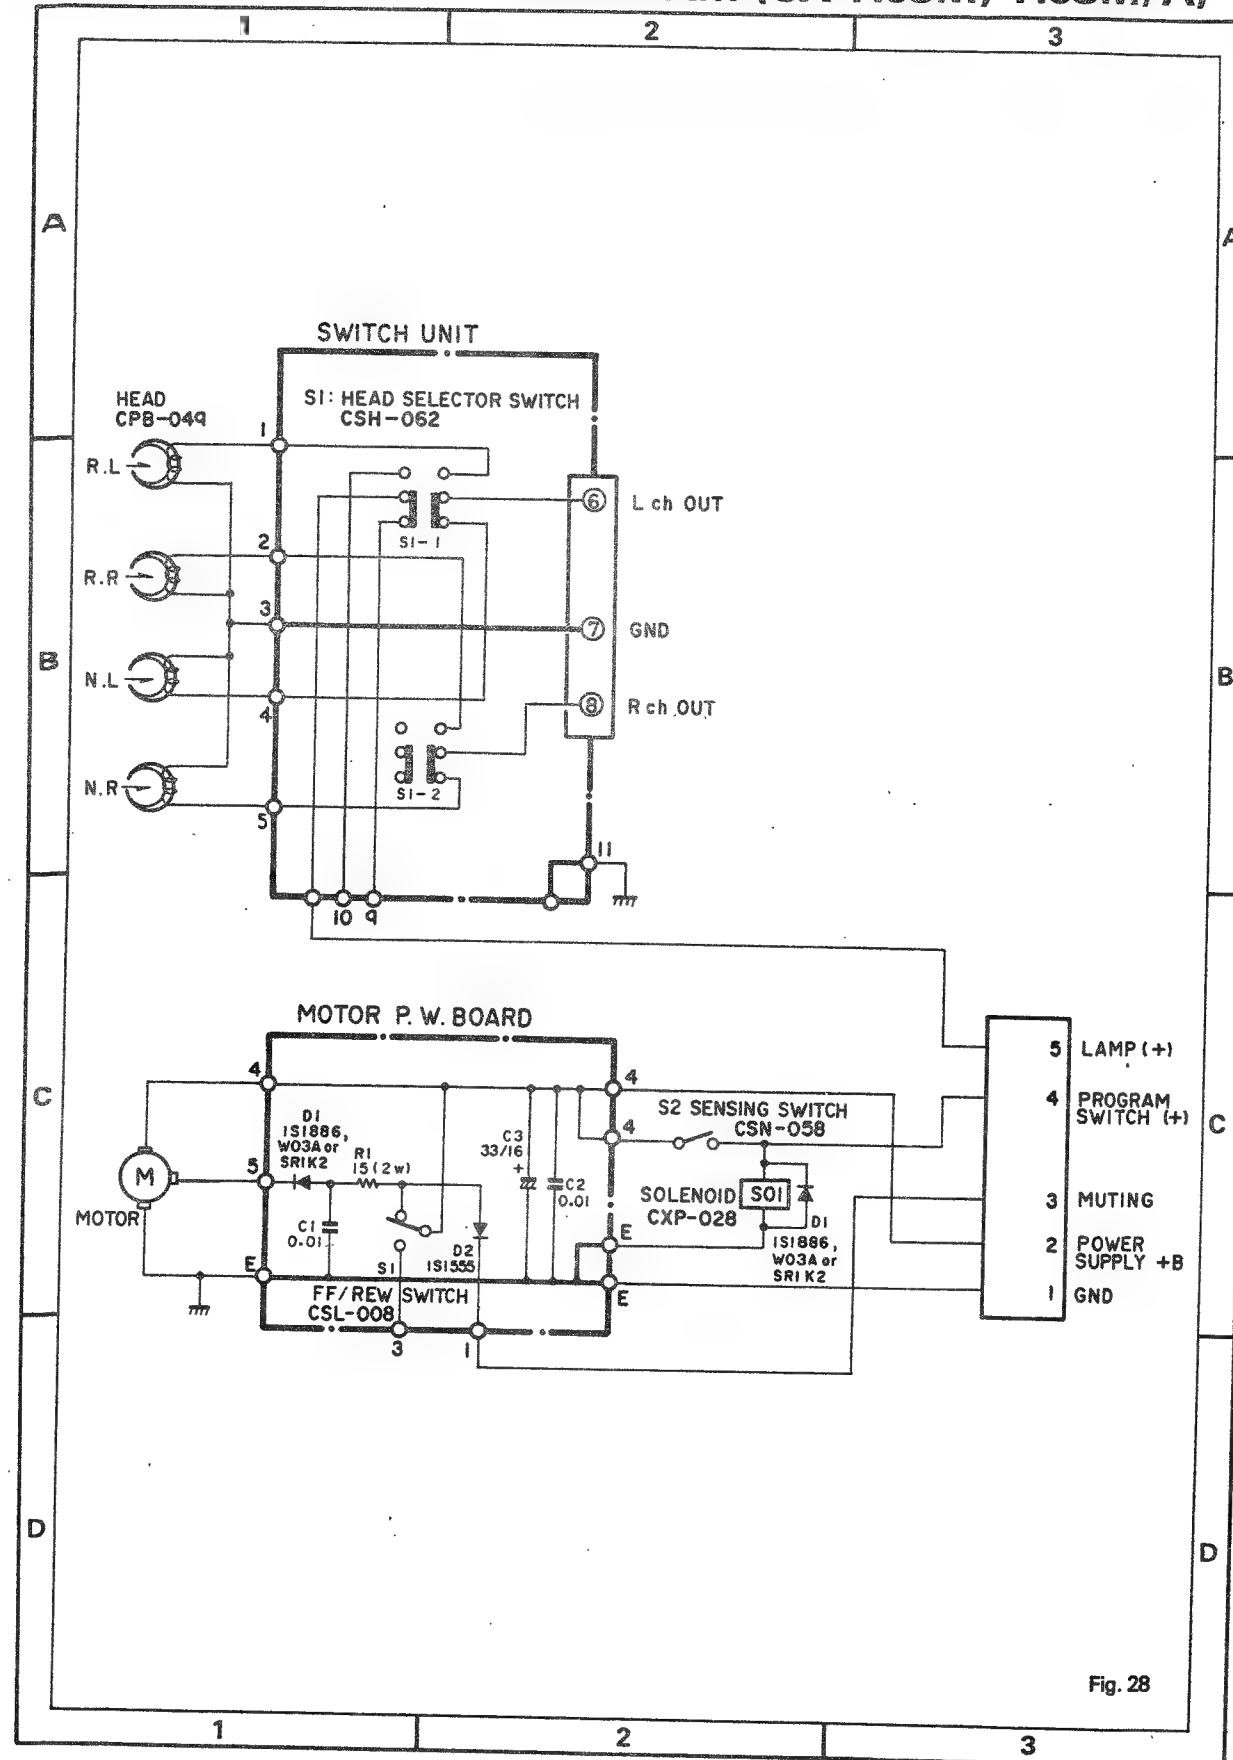 1 2 3
A A
SWITCH UNIT
HEAD
CPB-049
S1: HEAD SELECTOR SWITCH
CSH-062
1
R.L
6 L ch OUT
S1-1
2
R.R
3
7 GND
B B
N.L
4
8 R ch OUT
N.R
S1-2
5
11
10 9
MOTOR P. W. BOARD
4
4
5 LAMP (+)
C C
D1
1S1886,
W03A or
SR1K2
R1
15 (2w)
C3
33/16
+
C2
0.01
4
S2 SENSING SWITCH
CSN-058
4 PROGRAM
SWITCH (+)
M
MOTOR
5
C1
0.01
SOLENOID
CXP-028
SO1
D1
1S1886,
W03A or
SR1K2
3 MUTING
2 POWER
SUPPLY +B
1 GND
E
E
E
S1
D2
1S1555
FF/REW SWITCH
CSL-008
3 1
D D
Fig. 28
1 2 3